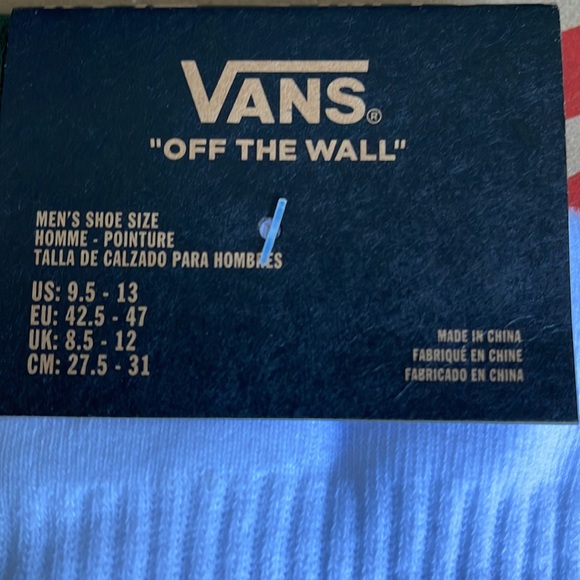 VANS®
"OFF THE WALL"
MEN'S SHOE SIZE
HOMME - POINTURE
TALLA DE CALZADO PARA HOMBRES
US: 9.5 - 13
EU: 42.5 - 47
UK: 8.5 - 12
CM: 27.5 - 31
MADE IN CHINA
FABRIQUÉ EN CHINE
FABRICADO EN CHINA